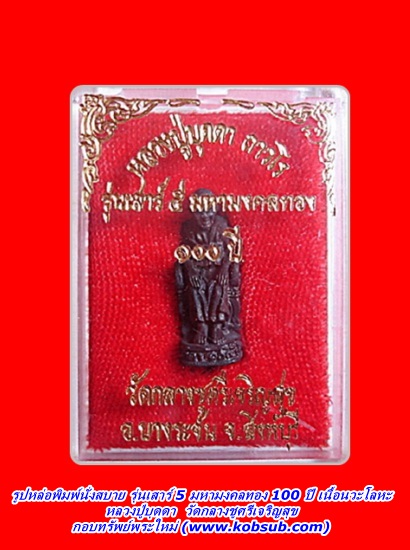 หลวงปู่บุดดา ถาวโร
รุ่นเสาร์ ๕ มหามงคลทอง
๑๐๐ ปี
วัดกลางชูศรีเจริญสุข
อ.บางระจัน จ.สิงห์บุรี
รูปหล่อพิมพ์นั่งสบาย รุ่นเสาร์ 5 มหามงคลทอง 100 ปี เนื้อนวะโลหะ
หลวงปู่บุดดา วัดกลางชูศรีเจริญสุข
กอบทรัพย์พระใหม่ (www.kobsub.com)